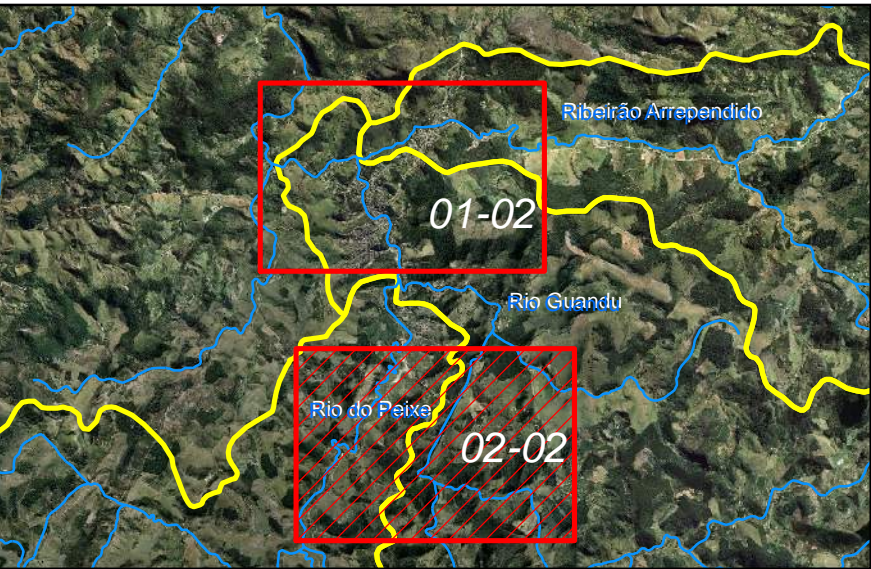 Ribeirão Arrependido
01-02
Rio Guandu
Rio do Peixe
02-02